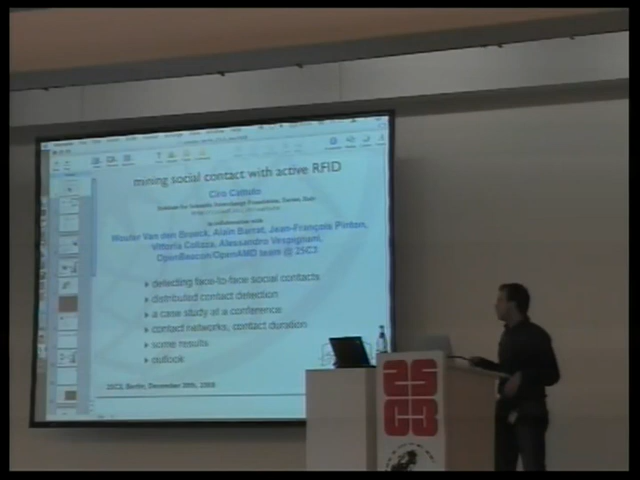 mining social contact with active RFID
Ciro Cattuto
in collaboration with
Wouter Van den Broeck, Alain Barrat, Jean-François Pinton,
Vittoria Colizza, Alessandro Vespignani,
OpenBeacon/OpenAMD team @ 25C3
detecting face-to-face social contacts
distributed contact detection
a case study at a conference
contact networks, contact duration
some results
outlook
25C3, Berlin, December 30th, 2008
25
C3